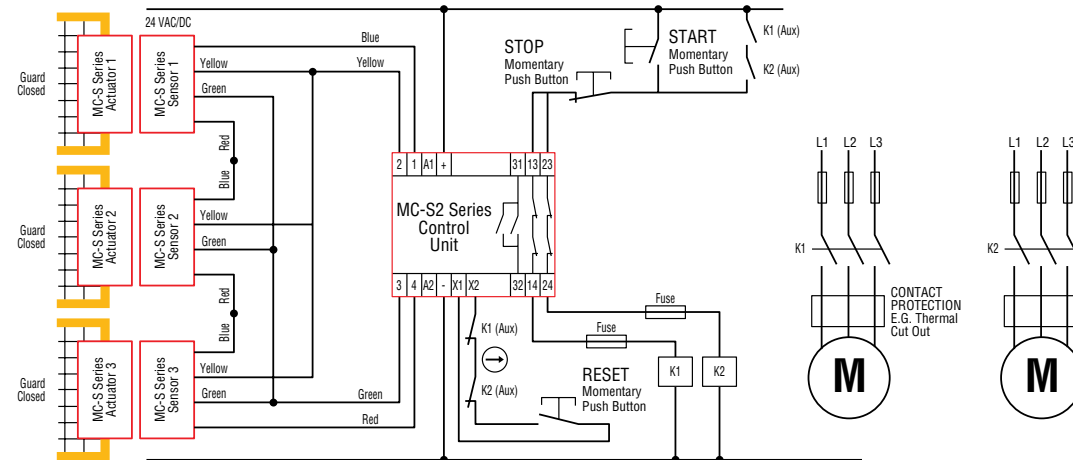 24 VAC/DC
Guard
Closed
MC-S Series
Actuator 1
MC-S Series
Sensor 1
Blue
Yellow
Yellow
Green
Red
Blue
Guard
Closed
MC-S Series
Actuator 2
MC-S Series
Sensor 2
Yellow
Green
Red
Blue
Guard
Closed
MC-S Series
Actuator 3
MC-S Series
Sensor 3
Yellow
Green
Green
Red
STOP
Momentary
Push Button
START
Momentary
Push Button
K1 (Aux)
K2 (Aux)
2 1 A1 + 31 13 23
MC-S2 Series
Control
Unit
3 4 A2 - X1 X2 32 14 24
K1 (Aux)
K2 (Aux)
RESET
Momentary
Push Button
Fuse
Fuse
K1
K2
L1 L2 L3
K1
CONTACT
PROTECTION
E.G. Thermal
Cut Out
M
L1 L2 L3
K2
M